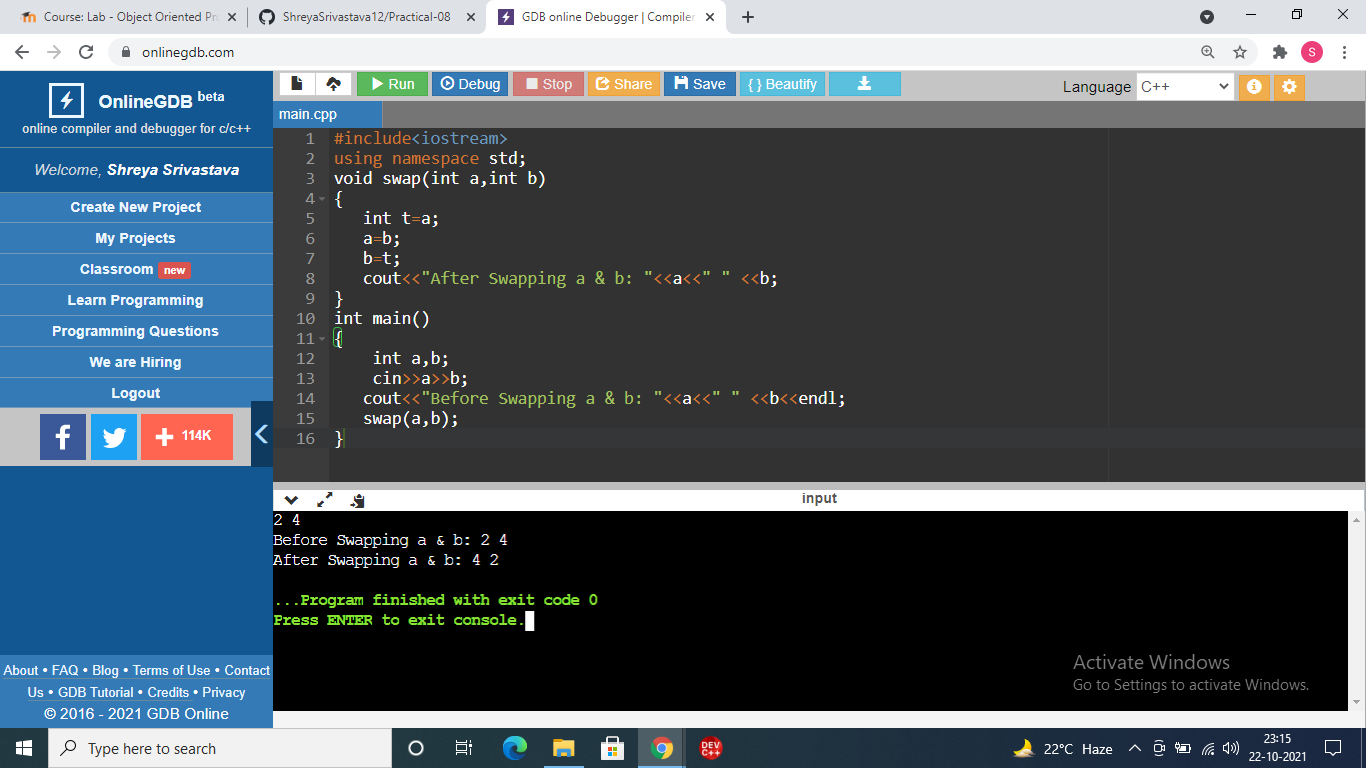 Course: Lab - Object Oriented Pr
ShreyaSrivastava12/Practical-08
GDB online Debugger | Compiler
onlinegdb.com
S
OnlineGDB beta
online compiler and debugger for c/c++
Welcome, Shreya Srivastava
Create New Project
My Projects
Classroom new
Learn Programming
Programming Questions
We are Hiring
Logout
114K
About • FAQ • Blog • Terms of Use • Contact
Us • GDB Tutorial • Credits • Privacy
© 2016 - 2021 GDB Online
Run
Debug
Stop
Share
Save
{ } Beautify
Language C++
main.cpp
1 #include<iostream>
2 using namespace std;
3 void swap(int a,int b)
4 {
5 int t=a;
6 a=b;
7 b=t;
8 cout<<"After Swapping a & b: "<<a<<" " <<b;
9 }
10 int main()
11 {
12 int a,b;
13 cin>>a>>b;
14 cout<<"Before Swapping a & b: "<<a<<" " <<b<<endl;
15 swap(a,b);
16 }
input
2 4
Before Swapping a & b: 2 4
After Swapping a & b: 4 2
...Program finished with exit code 0
Press ENTER to exit console.
Activate Windows
Go to Settings to activate Windows.
Type here to search
DEV
C++
22°C Haze
23:15
22-10-2021